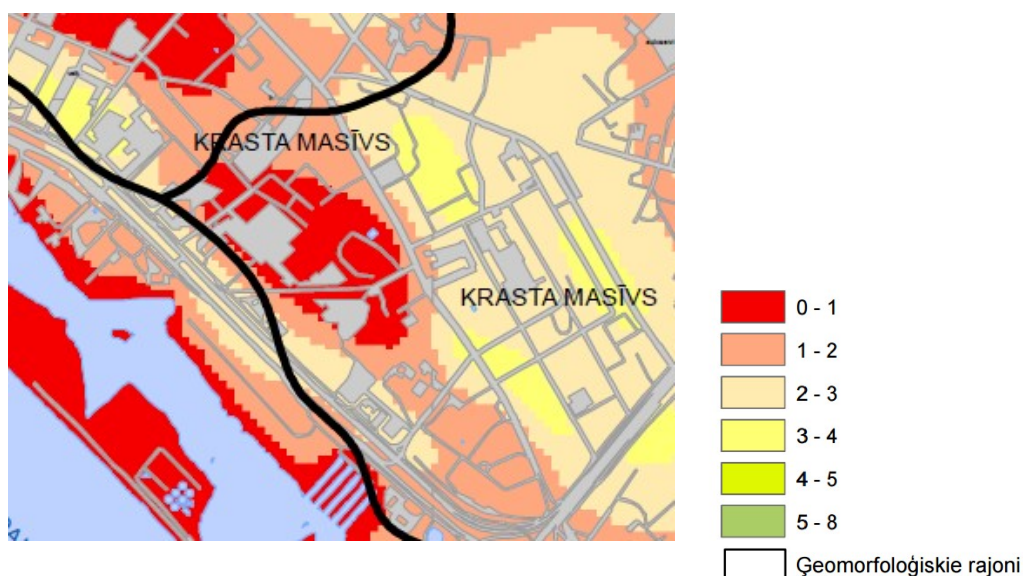 KRASTA MASĪVS
KRASTA MASĪVS
0 - 1
1 - 2
2 - 3
3 - 4
4 - 5
5 - 8
Ģeomorfoloģiskie rajoni